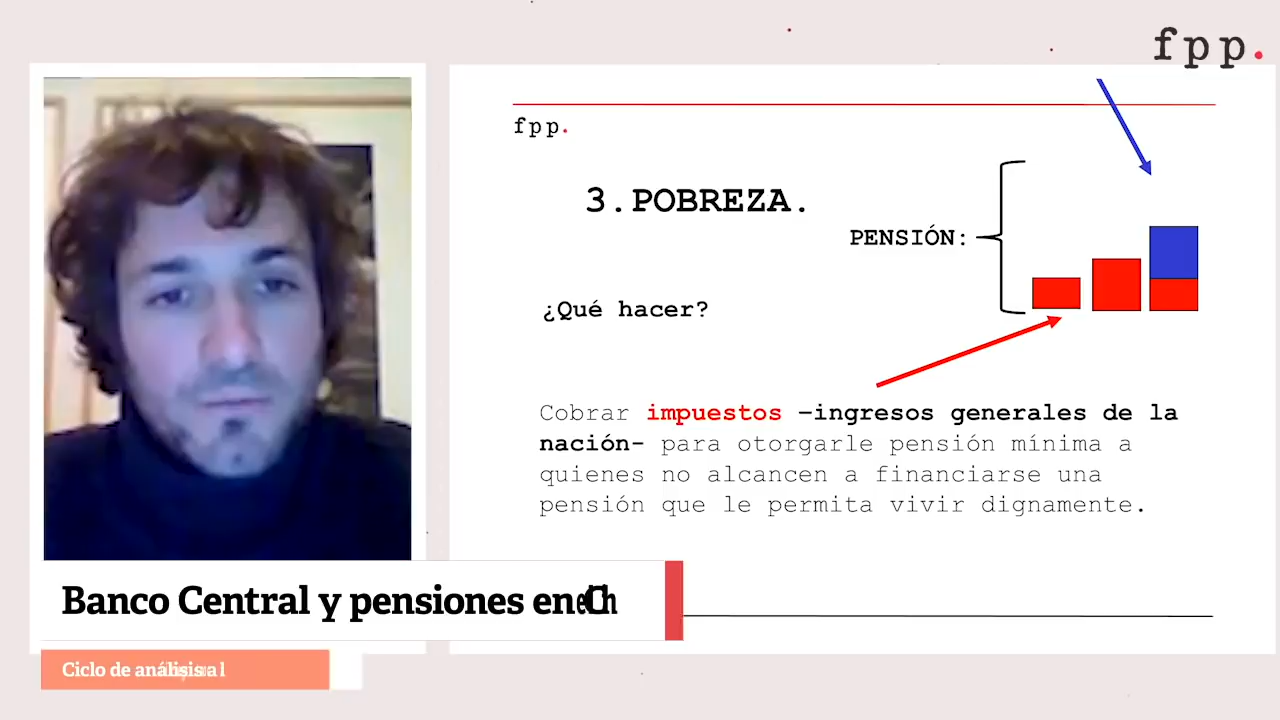 fpp.
fpp.
3.POBREZA.
PENSIÓN:
¿Qué hacer?
Cobrar impuestos –ingresos generales de la
nación- para otorgarle pensión mínima a
quienes no alcancen a financiarse una
pensión que le permita vivir dignamente.
Banco Central y pensiones en
Ciclo de